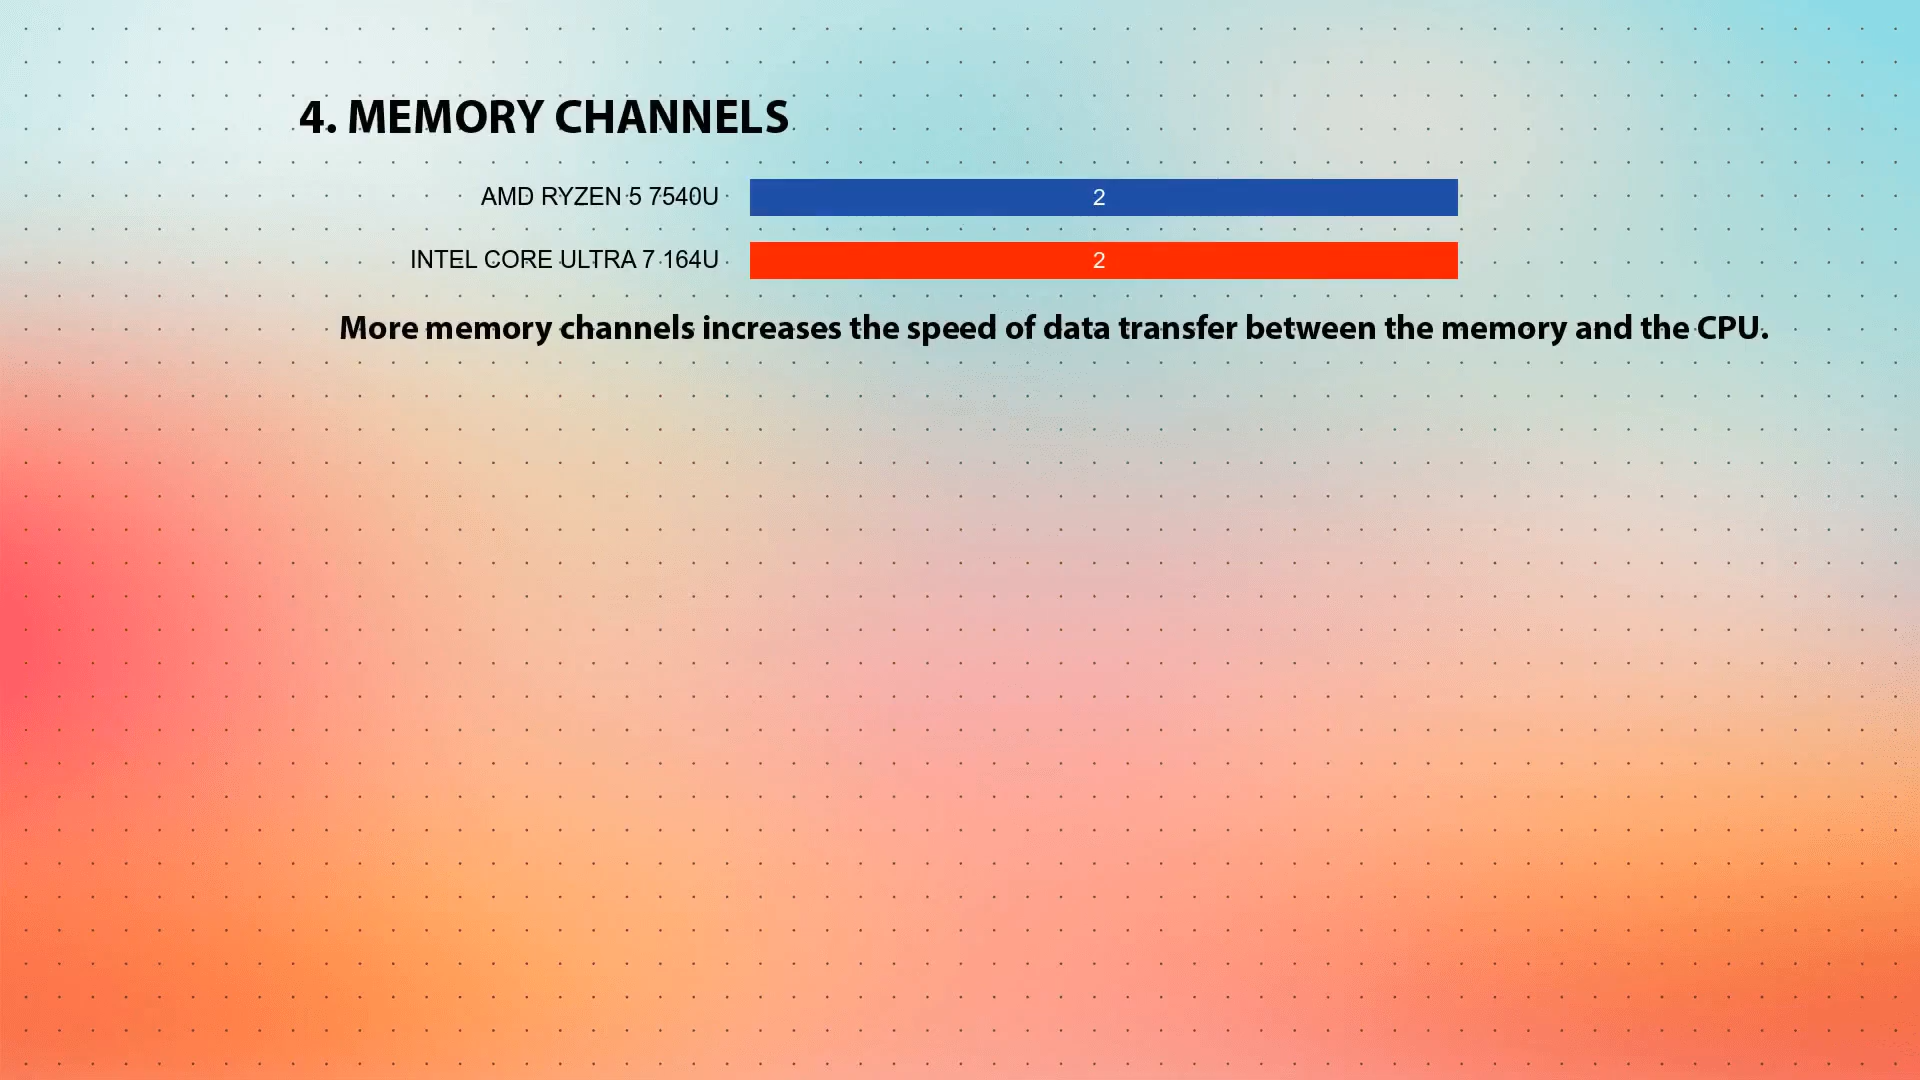 4. MEMORY CHANNELS
AMD RYZEN 5 7540U 2
INTEL CORE ULTRA 7 164U 2
More memory channels increases the speed of data transfer between the memory and the CPU.